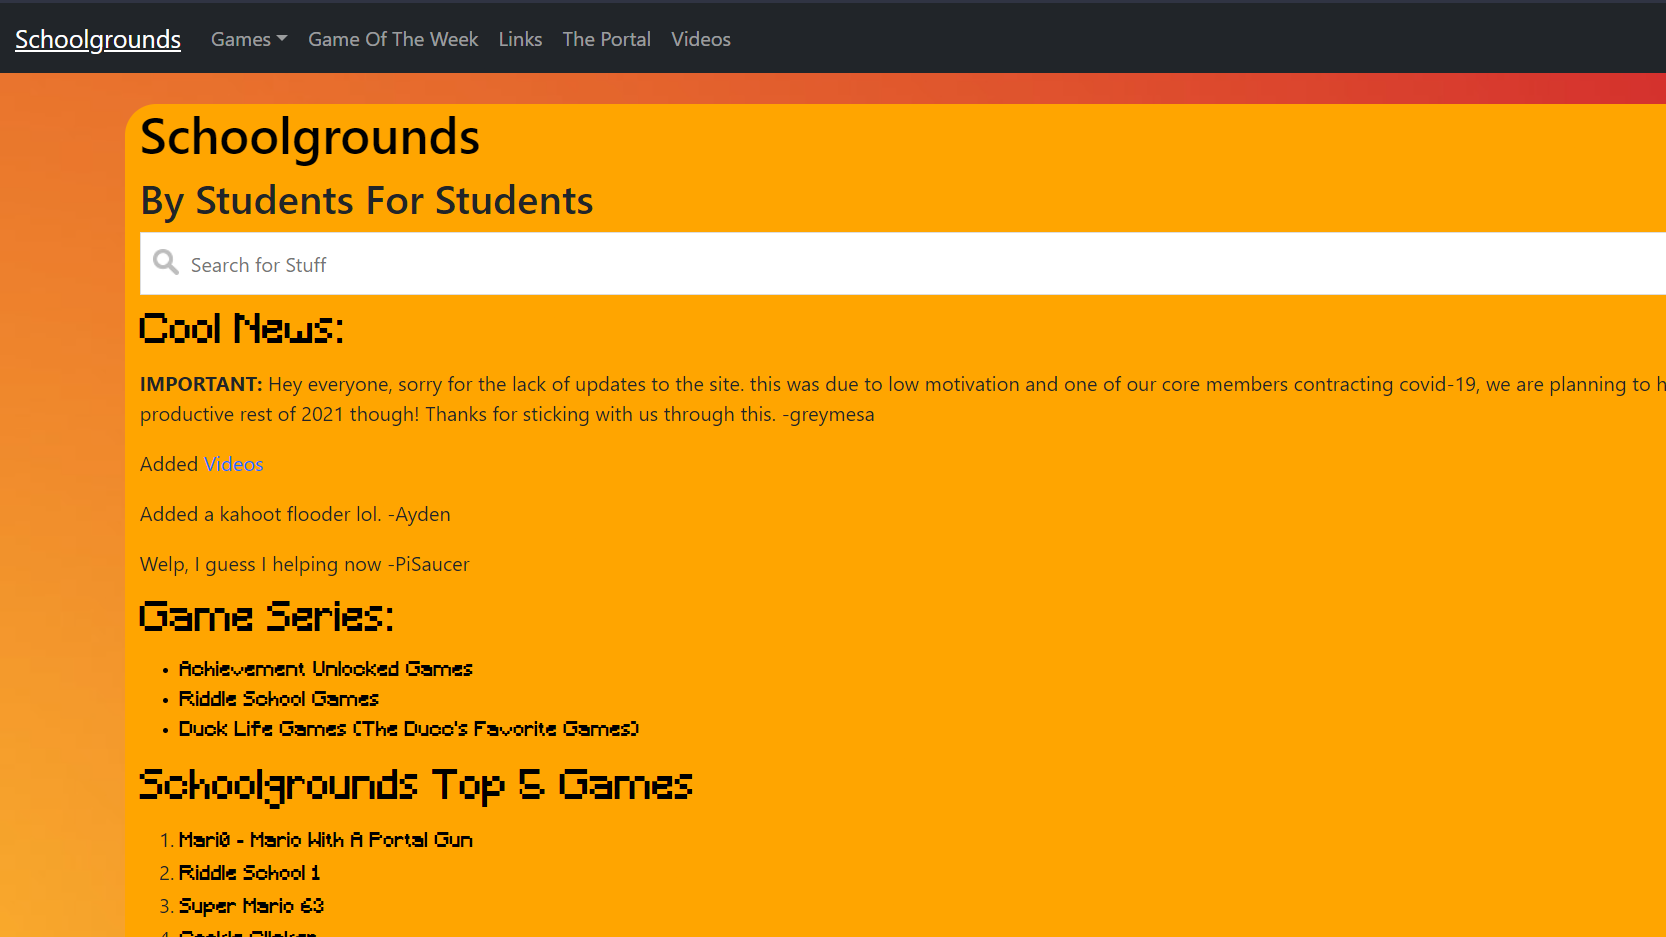 Schoolgrounds Games Game Of The Week Links The Portal Videos
Schoolgrounds
By Students For Students
Search for Stuff
Cool News:
IMPORTANT: Hey everyone, sorry for the lack of updates to the site. this was due to low motivation and one of our core members contracting covid-19, we are planning to
productive rest of 2021 though! Thanks for sticking with us through this. -greymesa
Added Videos
Added a kahoot flooder lol. -Ayden
Welp, I guess I helping now -PiSaucer
Game Series:
• Achievement Unlocked Games
• Riddle School Games
• Duck Life Games (The Ducc's Favorite Games)
Schoolgrounds Top 5 Games
1. Mari0 - Mario With A Portal Gun
2. Riddle School 1
3. Super Mario 63
4. Cookie Clicker